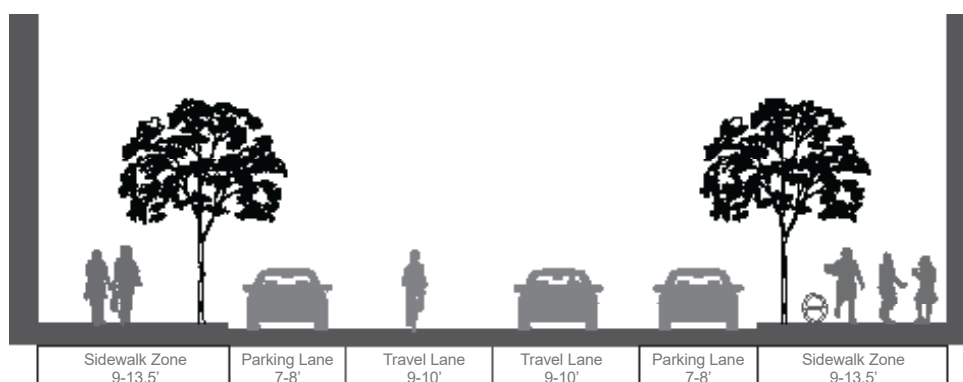 Sidewalk Zone
9-13.5’
Parking Lane
7-8’
Travel Lane
9-10’
Travel Lane
9-10’
Parking Lane
7-8’
Sidewalk Zone
9-13.5’